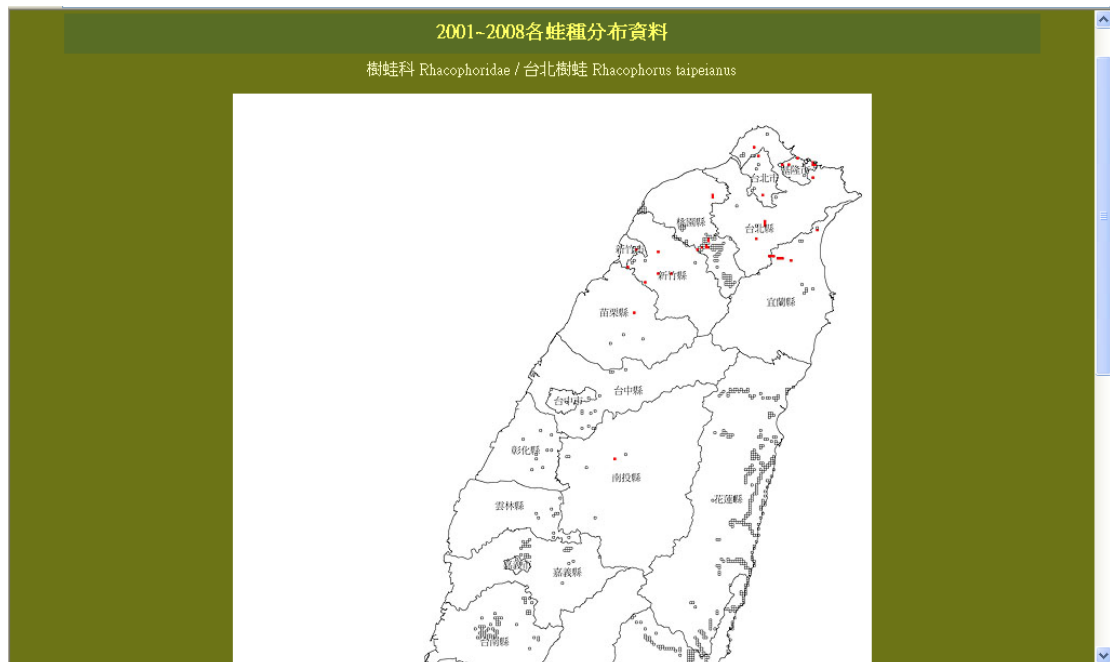 2001~2008各蛙種分布資料
樹蛙科 Rhacophoridae / 台北樹蛙 Rhacophorus taipeianus
基隆市
台北市
桃園縣
台北縣
新竹市
新竹縣
宜蘭縣
苗栗縣
台中縣
台中市
彰化縣
南投縣
花蓮縣
雲林縣
嘉義市
嘉義縣
台南縣